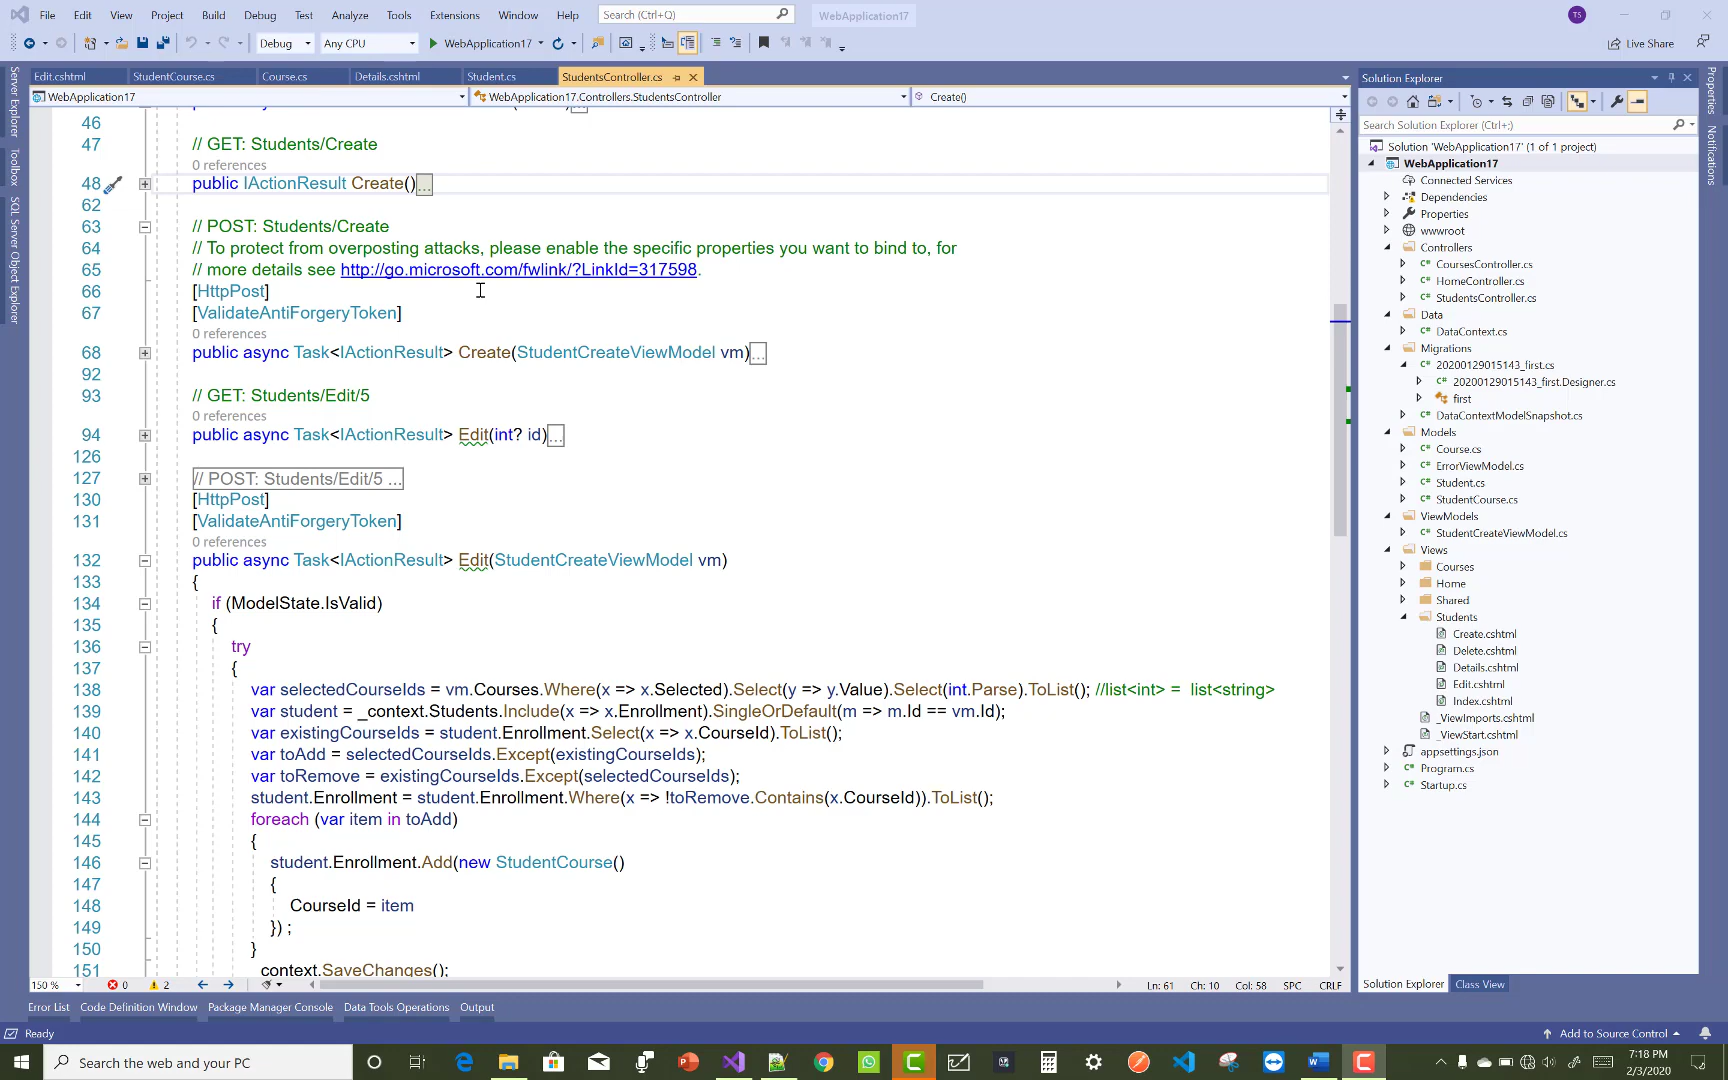 File Edit View Project Build Debug Test Analyze Tools Extensions Window Help Search (Ctrl+Q) WebApplication17 TS
Debug Any CPU WebApplication17 Live Share
Edit.cshtml StudentCourse.cs Course.cs Details.cshtml Student.cs StudentsController.cs
WebApplication17 WebApplication17.Controllers.StudentsController Create()
46
47 // GET: Students/Create
0 references
48 public IActionResult Create()...
62
63 // POST: Students/Create
64 // To protect from overposting attacks, please enable the specific properties you want to bind to, for
65 // more details see http://go.microsoft.com/fwlink/?LinkId=317598.
66 [HttpPost]
67 [ValidateAntiForgeryToken]
0 references
68 public async Task<IActionResult> Create(StudentCreateViewModel vm)...
92
93 // GET: Students/Edit/5
0 references
94 public async Task<IActionResult> Edit(int? id)...
126
127 // POST: Students/Edit/5 ...
130 [HttpPost]
131 [ValidateAntiForgeryToken]
0 references
132 public async Task<IActionResult> Edit(StudentCreateViewModel vm)
133 {
134 if (ModelState.IsValid)
135 {
136 try
137 {
138 var selectedCourseIds = vm.Courses.Where(x => x.Selected).Select(y => y.Value).Select(int.Parse).ToList(); //list<int> = list<string>
139 var student = _context.Students.Include(x => x.Enrollment).SingleOrDefault(m => m.Id == vm.Id);
140 var existingCourseIds = student.Enrollment.Select(x => x.CourseId).ToList();
141 var toAdd = selectedCourseIds.Except(existingCourseIds);
142 var toRemove = existingCourseIds.Except(selectedCourseIds);
143 student.Enrollment = student.Enrollment.Where(x => !toRemove.Contains(x.CourseId)).ToList();
144 foreach (var item in toAdd)
145 {
146 student.Enrollment.Add(new StudentCourse()
147 {
148 CourseId = item
149 }) ;
150 }
151 context.SaveChanges();
150 % 0 2 Ln: 61 Ch: 10 Col: 58 SPC CRLF
Error List Code Definition Window Package Manager Console Data Tools Operations Output
Ready Add to Source Control
Server Explorer
Toolbox
SQL Server Object Explorer
Solution Explorer
Search Solution Explorer (Ctrl+;)
Solution 'WebApplication17' (1 of 1 project)
WebApplication17
Connected Services
Dependencies
Properties
wwwroot
Controllers
CoursesController.cs
HomeController.cs
StudentsController.cs
Data
DataContext.cs
Migrations
20200129015143_first.cs
20200129015143_first.Designer.cs
first
DataContextModelSnapshot.cs
Models
Course.cs
ErrorViewModel.cs
Student.cs
StudentCourse.cs
ViewModels
StudentCreateViewModel.cs
Views
Courses
Home
Shared
Students
Create.cshtml
Delete.cshtml
Details.cshtml
Edit.cshtml
Index.cshtml
_ViewImports.cshtml
_ViewStart.cshtml
appsettings.json
Program.cs
Startup.cs
Solution Explorer Class View
Properties
Notifications
Search the web and your PC
7:18 PM
2/3/2020